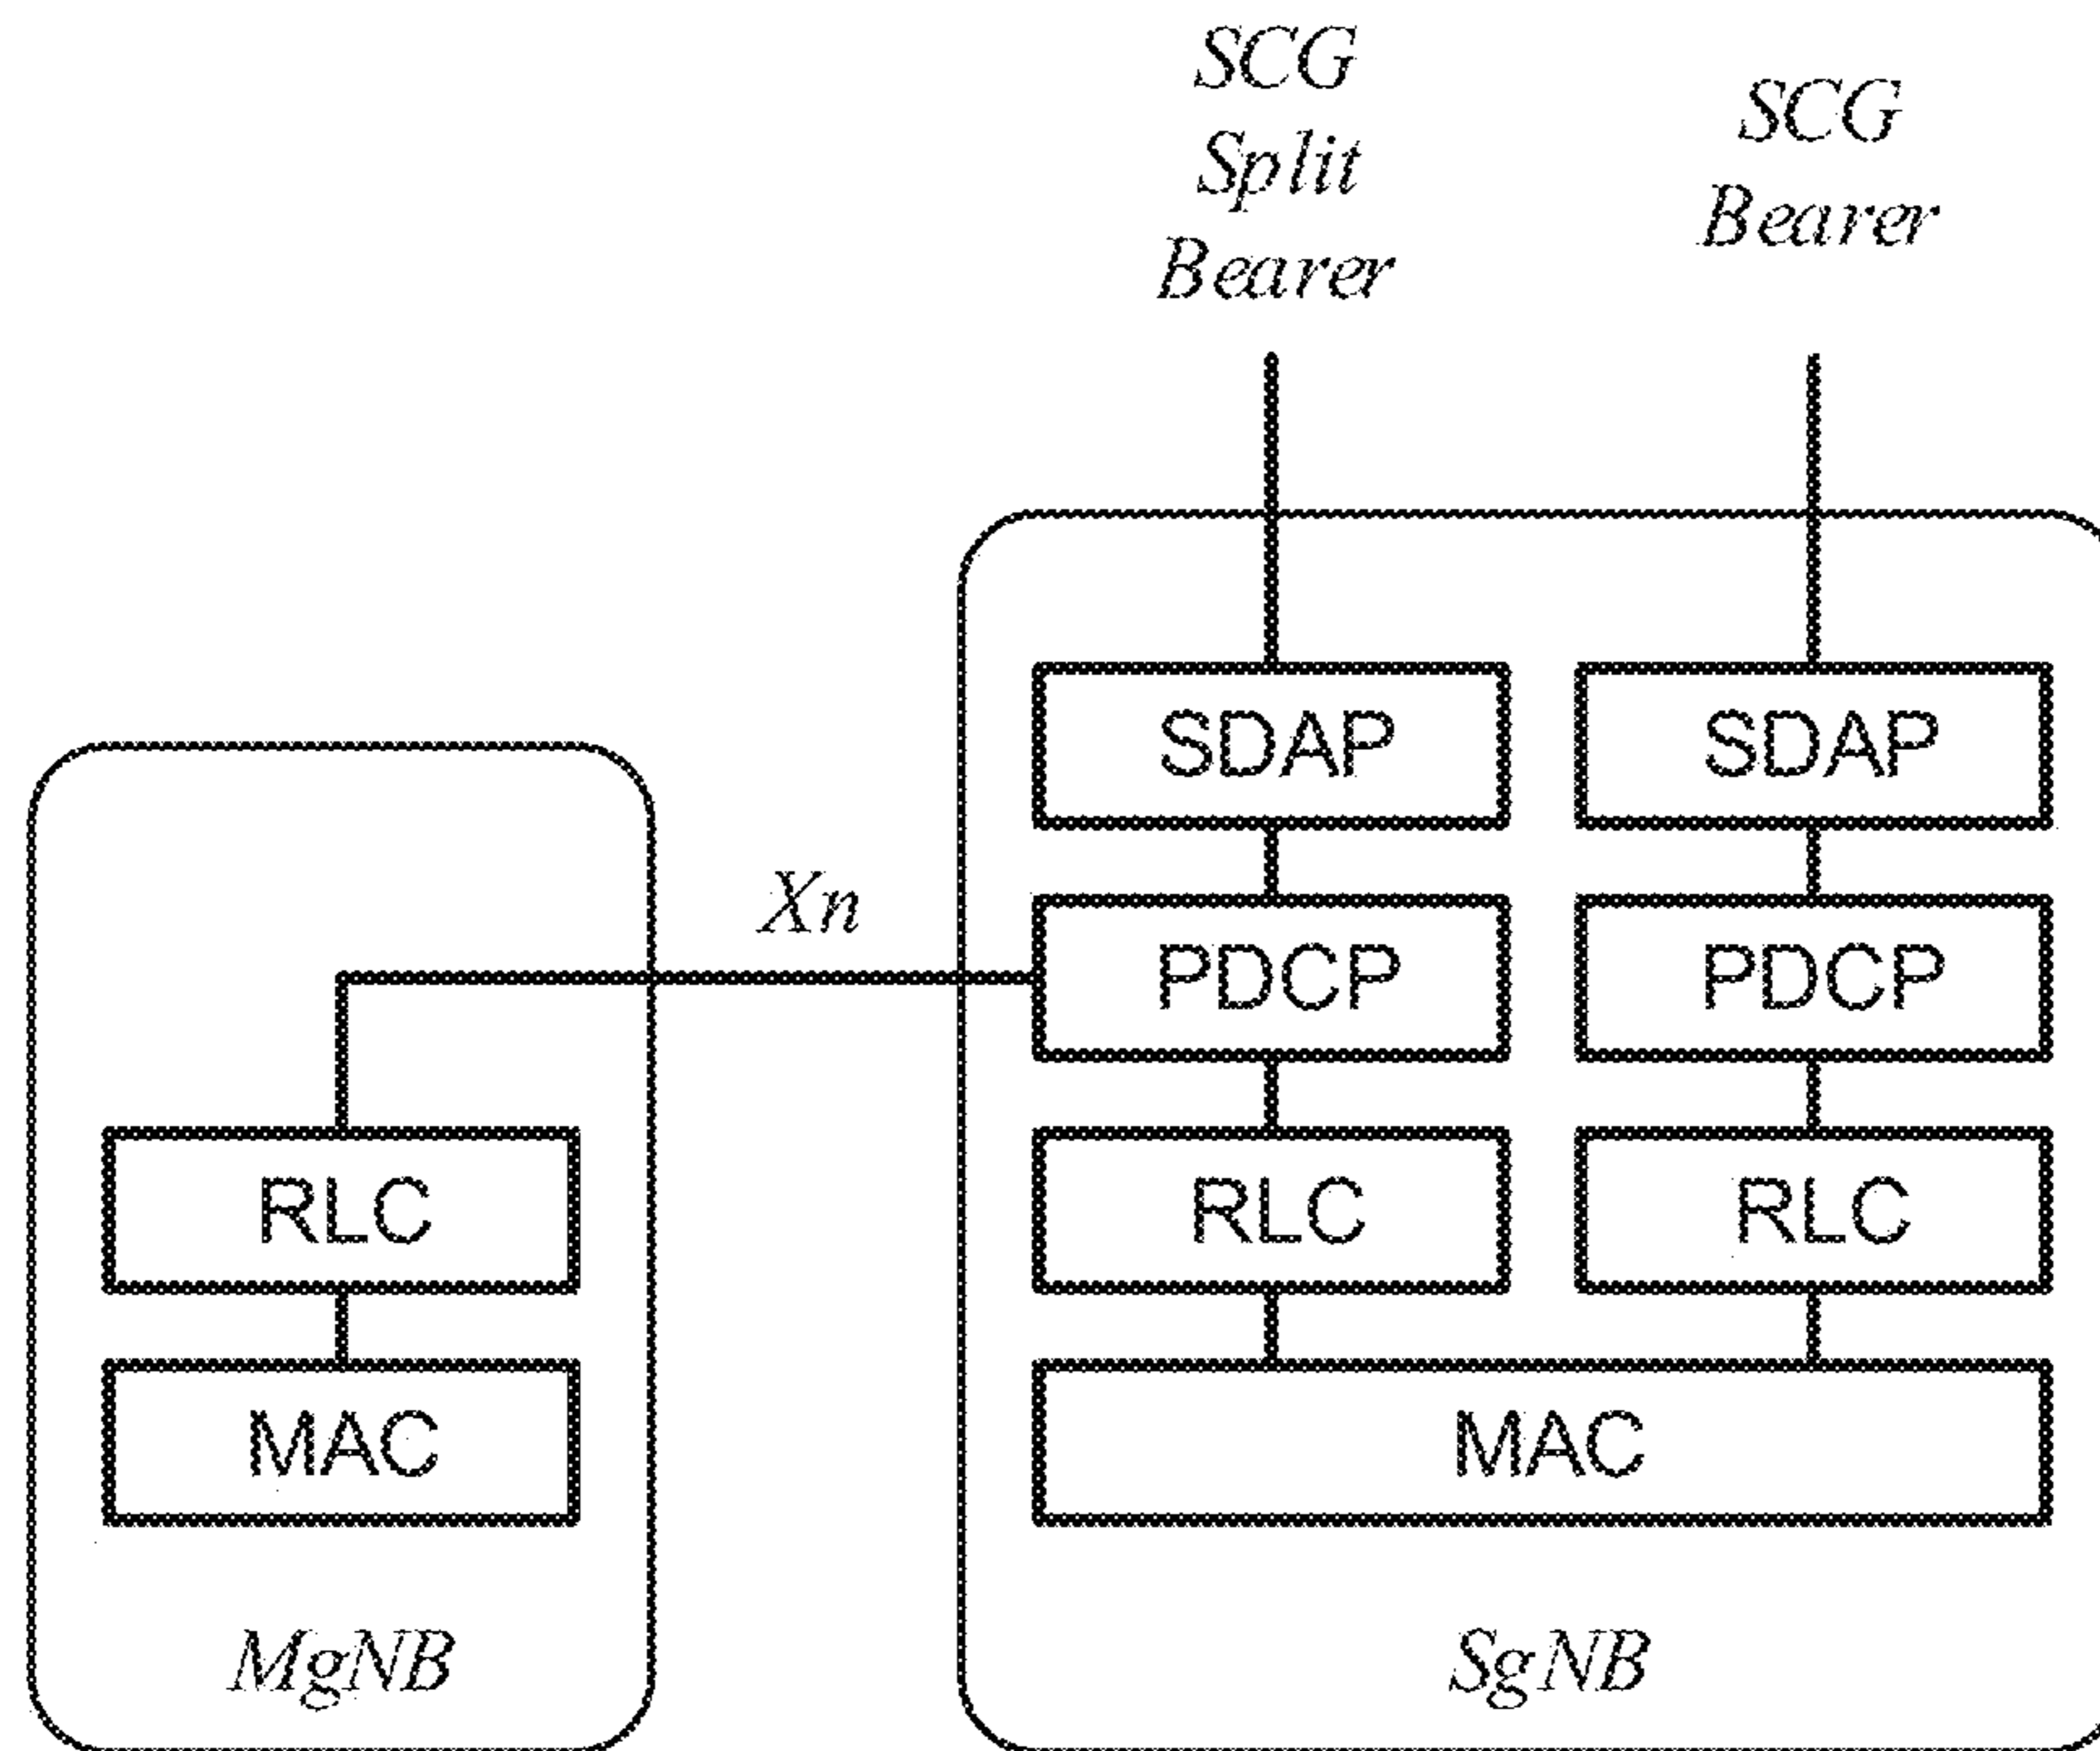 SCG
Split
Bearer
SCG
Bearer
SDAP
SDAP
Xn
PDCP
PDCP
RLC
RLC
RLC
MAC
MAC
MgNB
SgNB